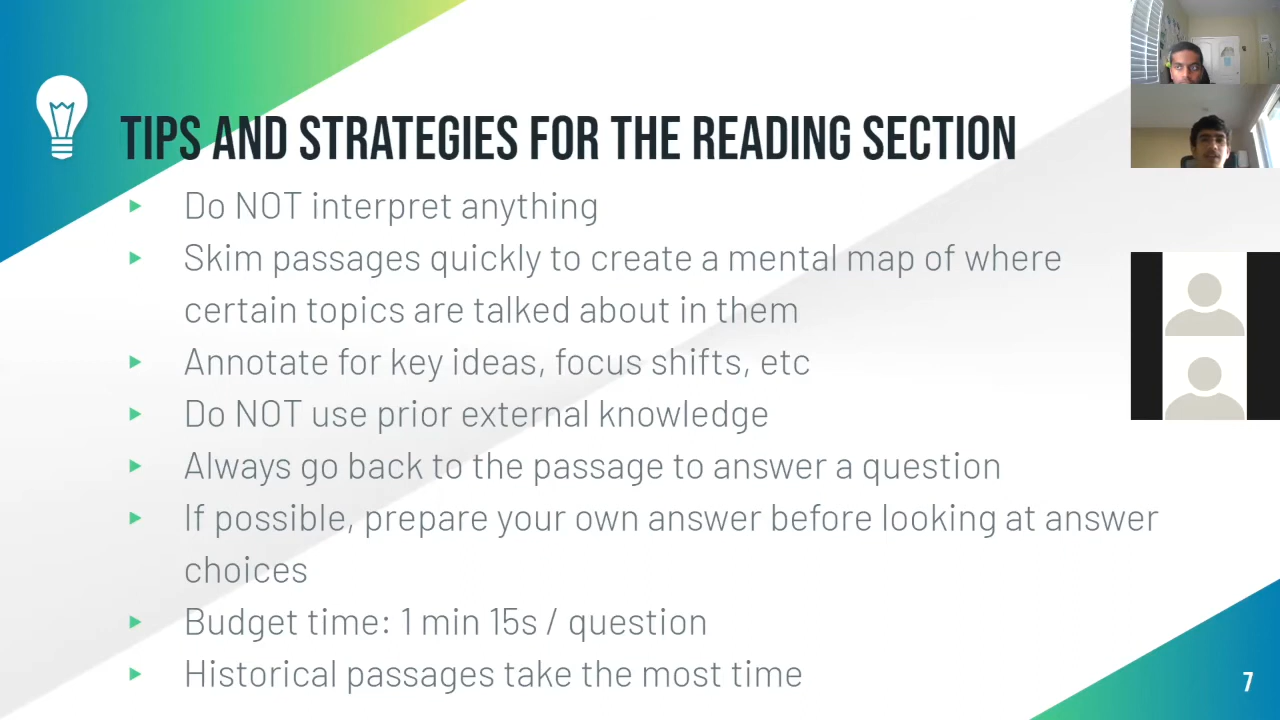 TIPS AND STRATEGIES FOR THE READING SECTION
Do NOT interpret anything
Skim passages quickly to create a mental map of where
certain topics are talked about in them
Annotate for key ideas, focus shifts, etc
Do NOT use prior external knowledge
Always go back to the passage to answer a question
If possible, prepare your own answer before looking at answer
choices
Budget time: 1 min 15s / question
Historical passages take the most time
7